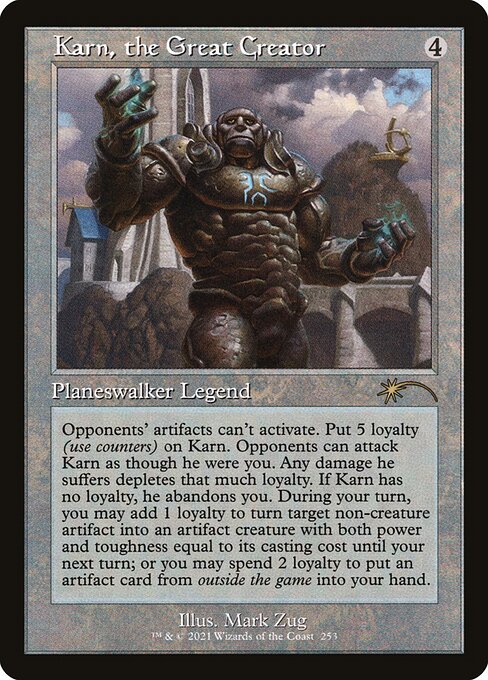 Karn, the Great Creator 4
Planeswalker Legend
Opponents' artifacts can't activate. Put 5 loyalty
(use counters) on Karn. Opponents can attack
Karn as though he were you. Any damage he
suffers depletes that much loyalty. If Karn has
no loyalty, he abandons you. During your turn,
you may add 1 loyalty to turn target non-creature
artifact into an artifact creature with both power
and toughness equal to its casting cost until your
next turn; or you may spend 2 loyalty to put an
artifact card from outside the game into your hand.
Illus. Mark Zug
™ & © 2021 Wizards of the Coast 253